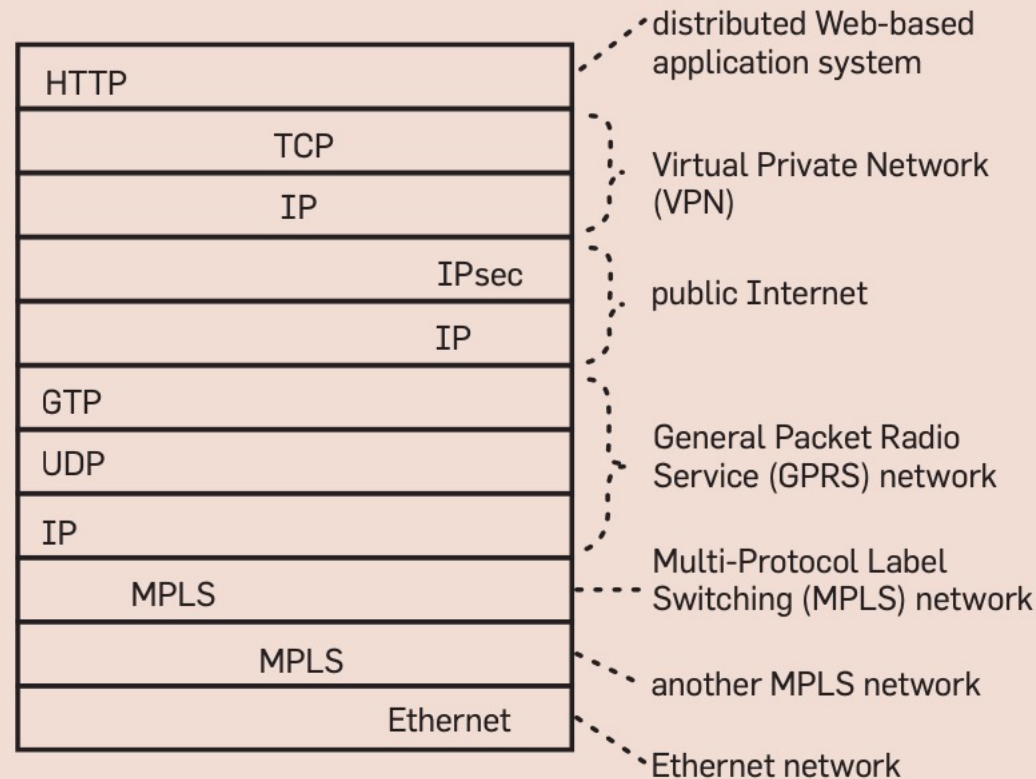 distributed Web-based
application system
HTTP
TCP
Virtual Private Network
(VPN)
IP
IPsec
public Internet
IP
GTP
General Packet Radio
Service (GPRS) network
UDP
IP
Multi-Protocol Label
Switching (MPLS) network
MPLS
MPLS
another MPLS network
Ethernet
Ethernet network